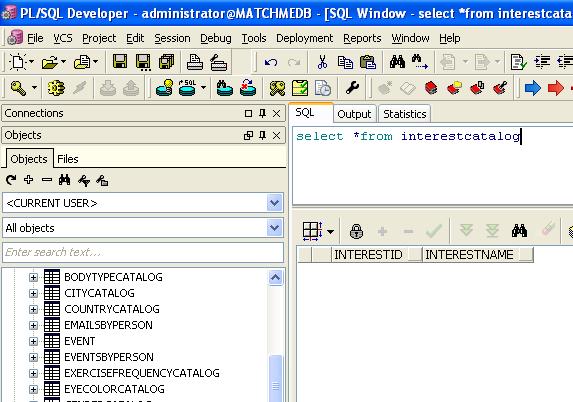 PL/SQL Developer - administrator@MATCHMEDB - [SQL Window - select *from interestcata
File Project Edit Session Debug Tools Deployment Reports Window Help
SQL
Connections
Objects
Objects Files
<CURRENT USER>
All objects
Enter search text...
BODYTYPECATALOG
CITYCATALOG
COUNTRYCATALOG
EMAILSBYPERSON
EVENT
EVENTSBYPERSON
EXERCISEFREQUENCYCATALOG
EYECOLORCATALOG
SQL Output Statistics
select *from interestcatalog
INTERESTID INTERESTNAME